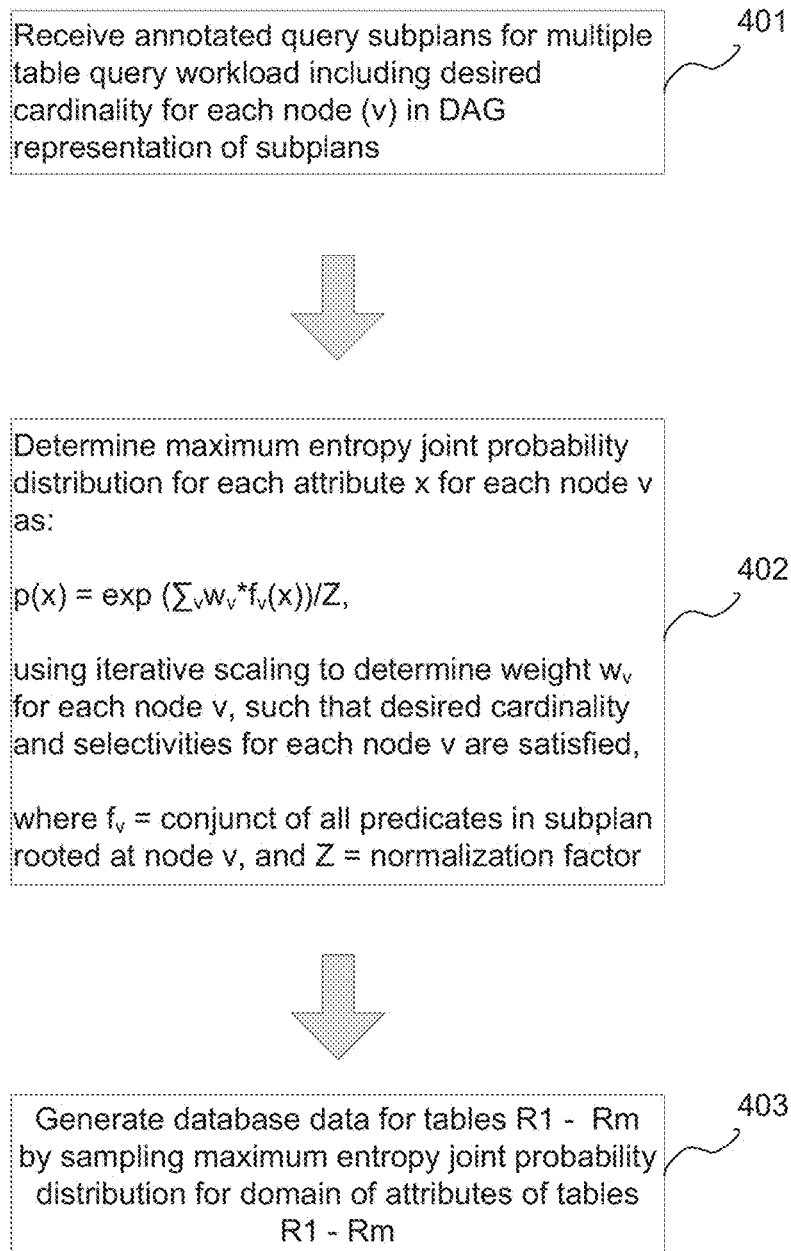 Receive annotated query subplans for multiple
table query workload including desired
cardinality for each node (v) in DAG
representation of subplans
401
Determine maximum entropy joint probability
distribution for each attribute x for each node v
as:
p(x) = exp (∑ᵥwᵥ*fᵥ(x))/Z,
using iterative scaling to determine weight wᵥ
for each node v, such that desired cardinality
and selectivities for each node v are satisfied,
where fᵥ = conjunct of all predicates in subplan
rooted at node v, and Z = normalization factor
402
Generate database data for tables R1 - Rm
by sampling maximum entropy joint probability
distribution for domain of attributes of tables
R1 - Rm
403